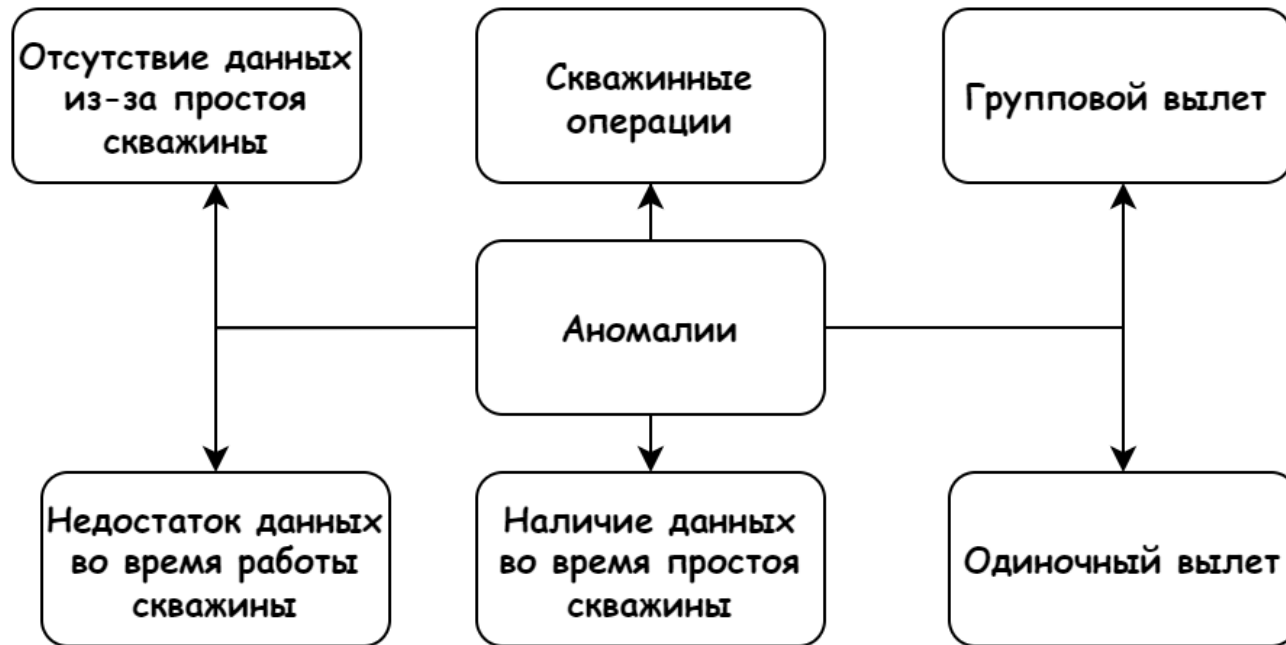 Отсутствие данных
из-за простоя
скважины
Скважинные
операции
Групповой вылет
Аномалии
Недостаток данных
во время работы
скважины
Наличие данных
во время простоя
скважины
Одиночный вылет